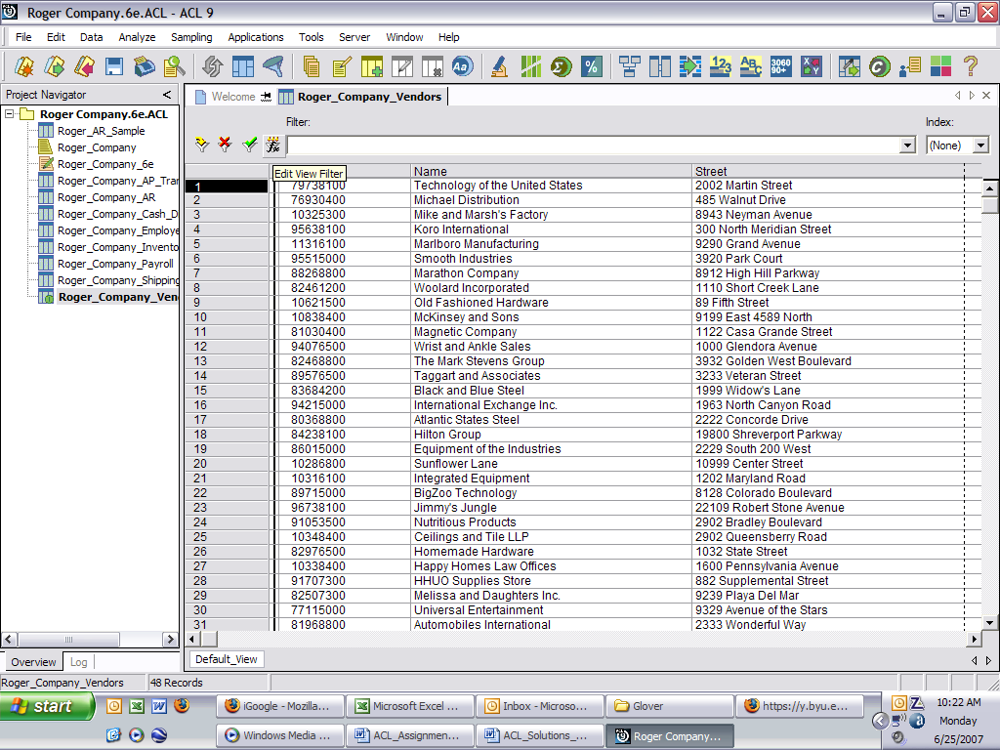 Roger Company.6e.ACL - ACL 9
File Edit Data Analyze Sampling Applications Tools Server Window Help
Project Navigator
Welcome Roger_Company_Vendors
Roger Company.6e.ACL
Roger_AR_Sample
Roger_Company
Roger_Company_6e
Roger_Company_AP_Tra
Roger_Company_AR
Roger_Company_Cash_D
Roger_Company_Employe
Roger_Company_Invento
Roger_Company_Payroll
Roger_Company_Shipping
Roger_Company_Ven
Filter: Index:
(None)
Edit View Filter
Name Street
1 79738100 Technology of the United States 2002 Martin Street
2 76930400 Michael Distribution 485 Walnut Drive
3 10325300 Mike and Marsh's Factory 8943 Neyman Avenue
4 95638100 Koro International 300 North Meridian Street
5 11316100 Marlboro Manufacturing 9290 Grand Avenue
6 95515000 Smooth Industries 3920 Park Court
7 88268800 Marathon Company 8912 High Hill Parkway
8 82461200 Woolard Incorporated 1110 Short Creek Lane
9 10621500 Old Fashioned Hardware 89 Fifth Street
10 10838400 McKinsey and Sons 9199 East 4589 North
11 81030400 Magnetic Company 1122 Casa Grande Street
12 94076500 Wrist and Ankle Sales 1000 Glendora Avenue
13 82468800 The Mark Stevens Group 3932 Golden West Boulevard
14 89576500 Taggart and Associates 3233 Veteran Street
15 83684200 Black and Blue Steel 1999 Widow's Lane
16 94215000 International Exchange Inc. 1963 North Canyon Road
17 80368800 Atlantic States Steel 2222 Concorde Drive
18 84238100 Hilton Group 19800 Shreverport Parkway
19 86015000 Equipment of the Industries 2229 South 200 West
20 10286800 Sunflower Lane 10999 Center Street
21 10316100 Integrated Equipment 1202 Maryland Road
22 89715000 BigZoo Technology 8128 Colorado Boulevard
23 96738100 Jimmy's Jungle 22109 Robert Stone Avenue
24 91053500 Nutritious Products 2902 Bradley Boulevard
25 10348400 Ceilings and Tile LLP 2902 Queensberry Road
26 82976500 Homemade Hardware 1032 State Street
27 10338400 Happy Homes Law Offices 1600 Pennsylvania Avenue
28 91707300 HHUO Supplies Store 882 Supplemental Street
29 82507300 Melissa and Daughters Inc. 9239 Playa Del Mar
30 77115000 Universal Entertainment 9329 Avenue of the Stars
31 81968800 Automobiles International 2333 Wonderful Way
Overview Log
Default_View
Roger_Company_Vendors 48 Records
start
iGoogle - Mozilla... Microsoft Excel ... Inbox - Microso... Glover https://y.byu.e...
Windows Media ... ACL_Assignmen... ACL_Solutions_... Roger Company...
10:22 AM
Monday
6/25/2007